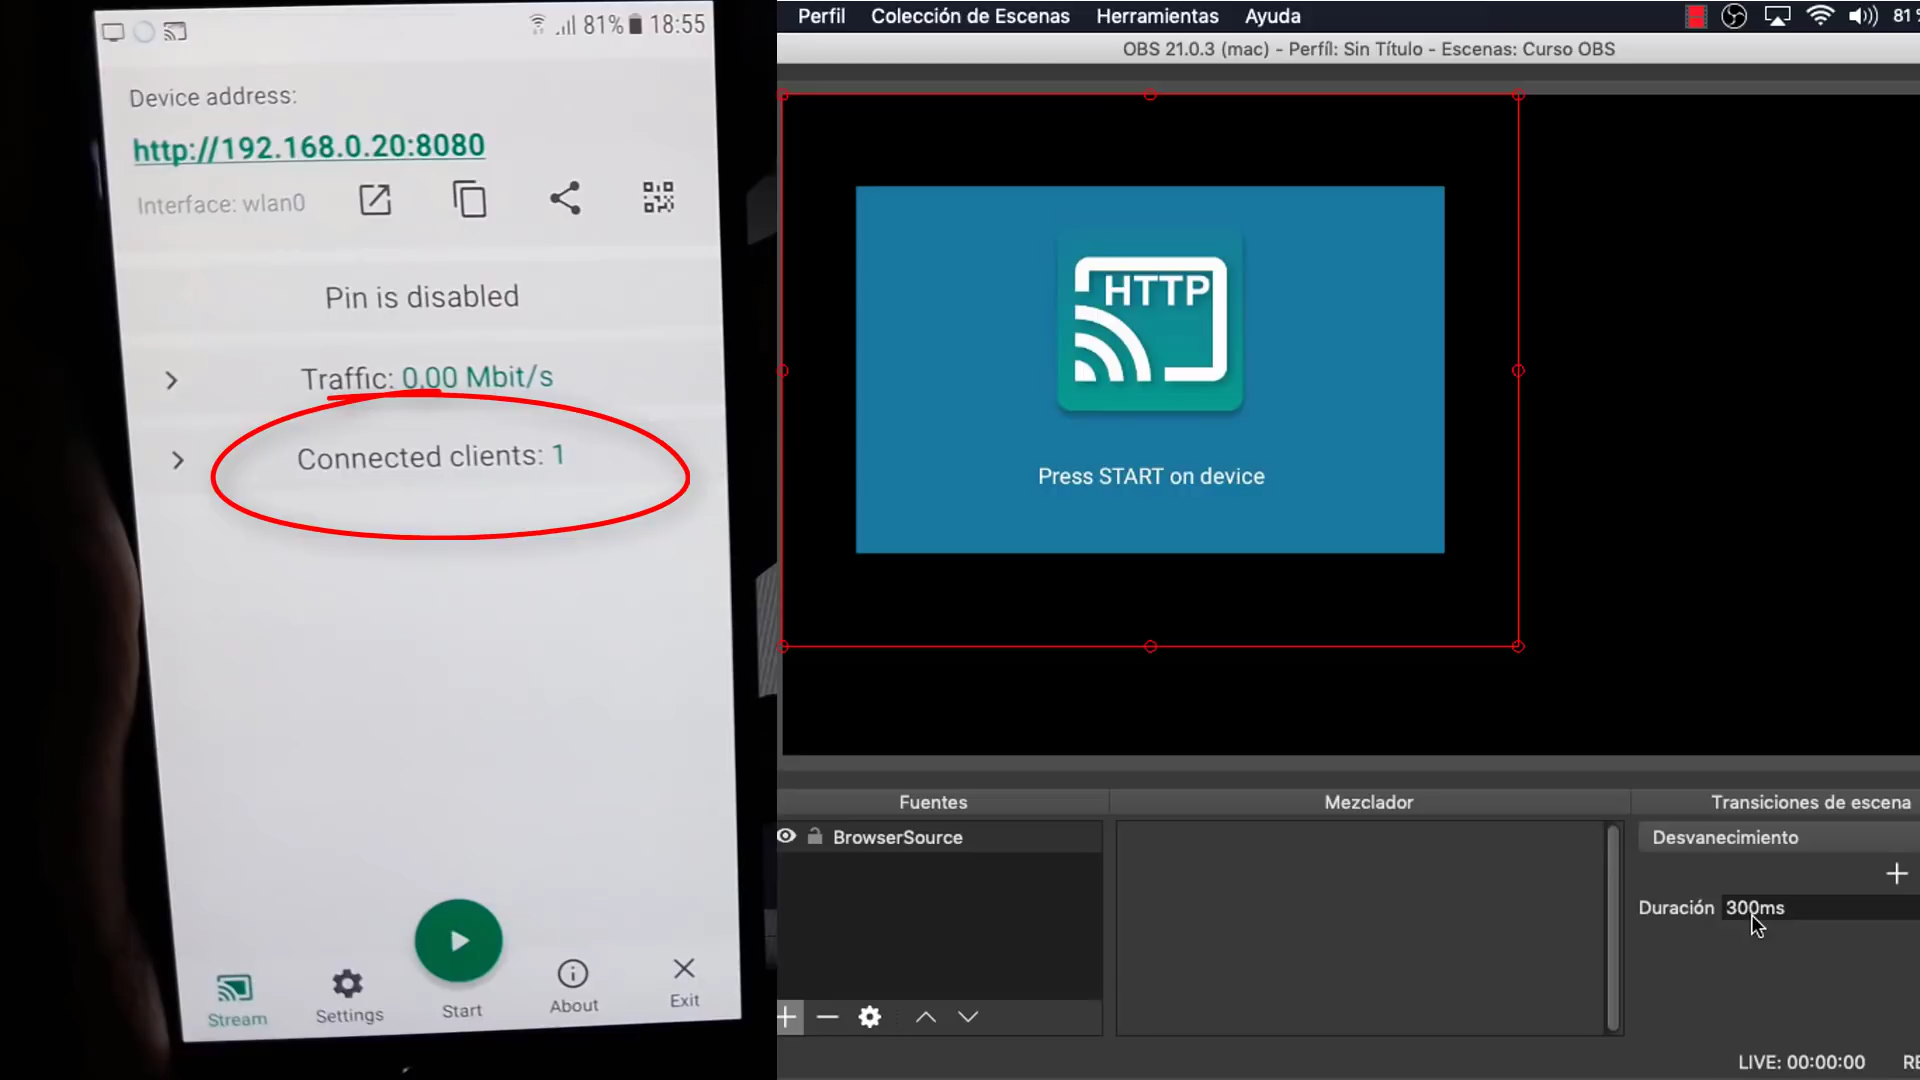 81% 18:55
Device address:
http://192.168.0.20:8080
Interface: wlan0
Pin is disabled
Traffic: 0.00 Mbit/s
Connected clients: 1
Stream
Settings
Start
About
Exit
Perfil Colección de Escenas Herramientas Ayuda
81%
OBS 21.0.3 (mac) - Perfíl: Sin Título - Escenas: Curso OBS
HTTP
Press START on device
Fuentes
BrowserSource
Mezclador
Transiciones de escena
Desvanecimiento
Duración 300ms
LIVE: 00:00:00
RE